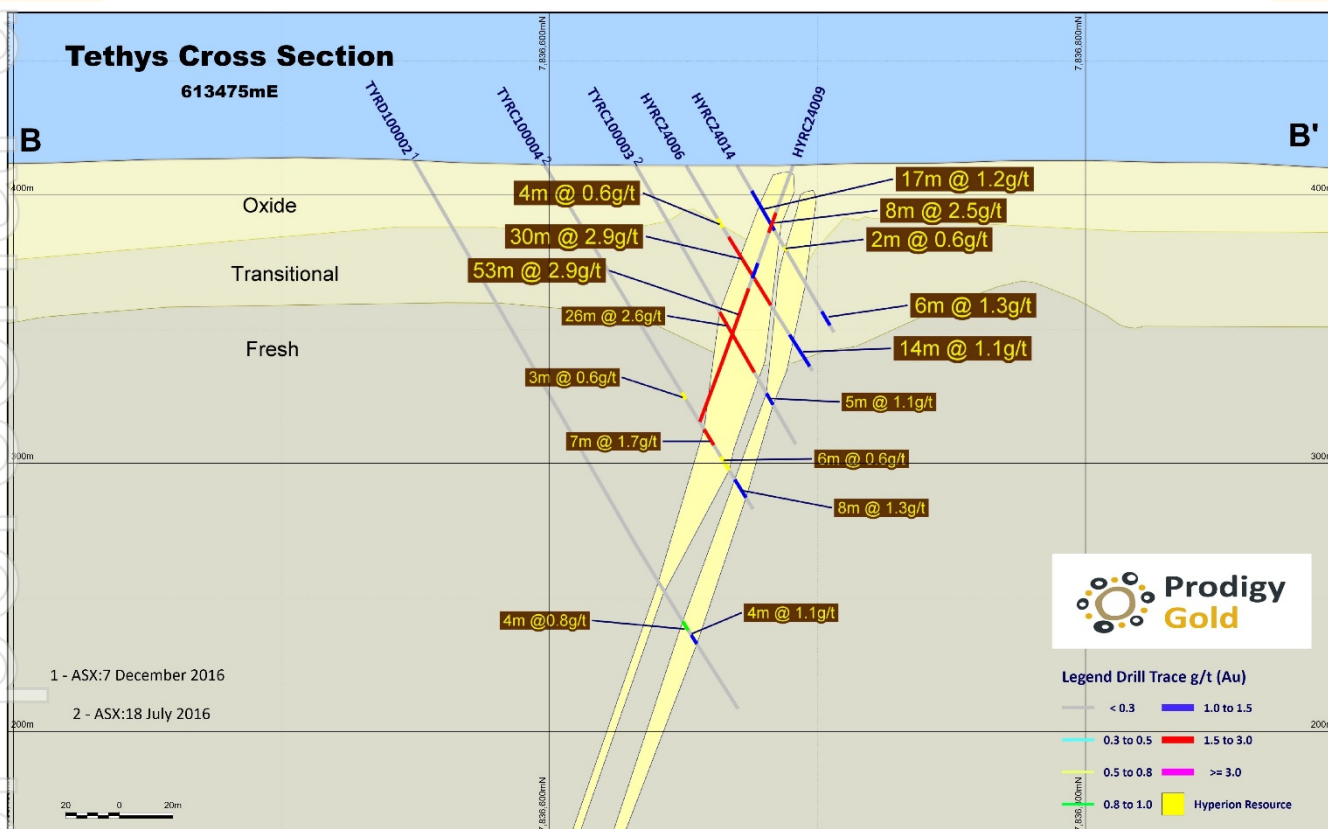 Tethys Cross Section
613475mE
B
B'
7,836,600mN
7,836,800mN
TYRD100002 1
TYRC100004 2
TYRC100003 2
HYRC24006
HYRC24014
HYRC24009
400m
400m
Oxide
Transitional
Fresh
4m @ 0.6g/t
17m @ 1.2g/t
8m @ 2.5g/t
30m @ 2.9g/t
2m @ 0.6g/t
53m @ 2.9g/t
6m @ 1.3g/t
26m @ 2.6g/t
14m @ 1.1g/t
3m @ 0.6g/t
5m @ 1.1g/t
7m @ 1.7g/t
6m @ 0.6g/t
300m
300m
8m @ 1.3g/t
4m @0.8g/t
4m @ 1.1g/t
Prodigy
Gold
1 - ASX:7 December 2016
2 - ASX:18 July 2016
200m
200m
Legend Drill Trace g/t (Au)
< 0.3
1.0 to 1.5
0.3 to 0.5
1.5 to 3.0
0.5 to 0.8
>= 3.0
0.8 to 1.0
Hyperion Resource
20 0 20m
7,836,600mN
7,836,800mN